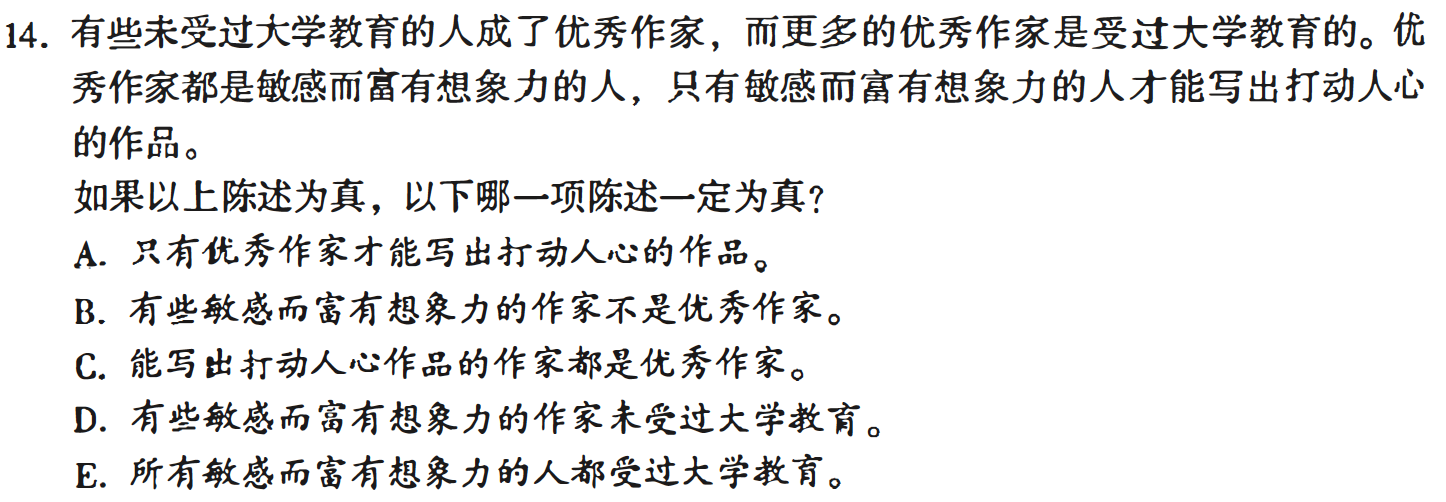 14. 有些未受过大学教育的人成了优秀作家，而更多的优秀作家是受过大学教育的。优
秀作家都是敏感而富有想象力的人，只有敏感而富有想象力的人才能写出打动人心
的作品。
如果以上陈述为真，以下哪一项陈述一定为真？
A. 只有优秀作家才能写出打动人心的作品。
B. 有些敏感而富有想象力的作家不是优秀作家。
C. 能写出打动人心作品的作家都是优秀作家。
D. 有些敏感而富有想象力的作家未受过大学教育。
E. 所有敏感而富有想象力的人都受过大学教育。